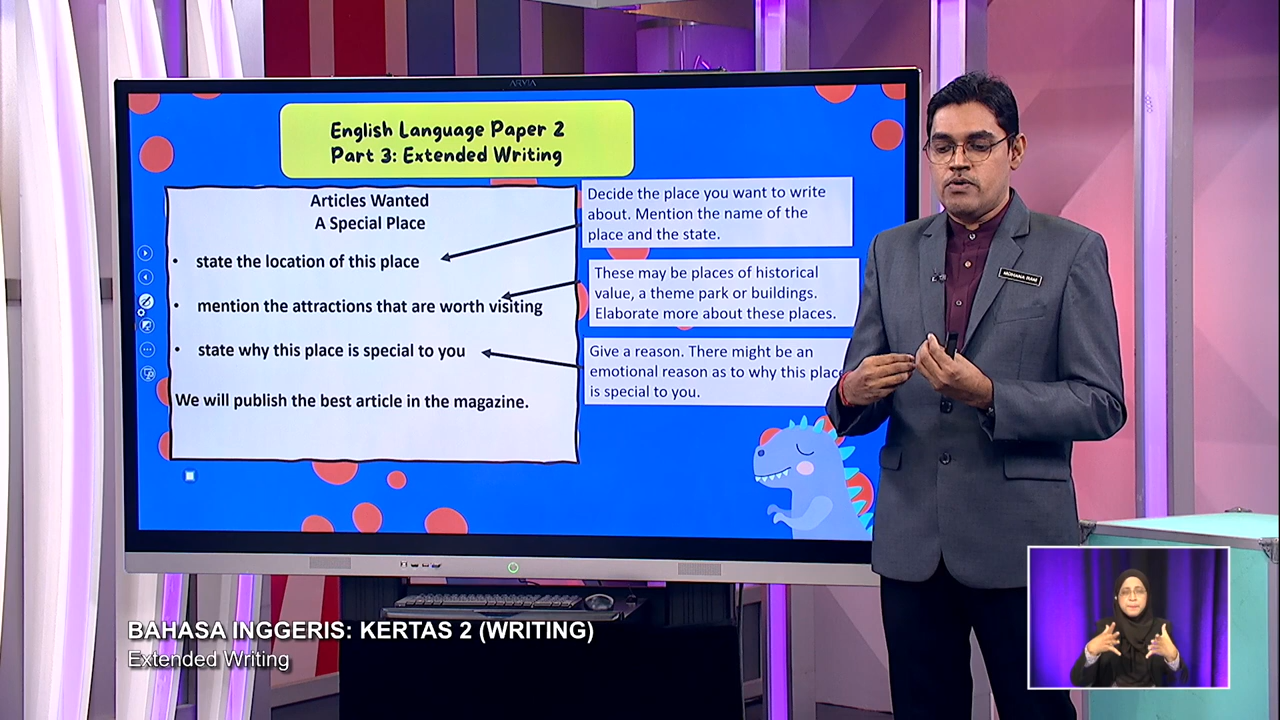 ARVIA
English Language Paper 2
Part 3: Extended Writing
Articles Wanted
A Special Place
• state the location of this place
• mention the attractions that are worth visiting
• state why this place is special to you
We will publish the best article in the magazine.
Decide the place you want to write
about. Mention the name of the
place and the state.
These may be places of historical
value, a theme park or buildings.
Elaborate more about these places.
Give a reason. There might be an
emotional reason as to why this place
is special to you.
MOHANA RAM
BAHASA INGGERIS: KERTAS 2 (WRITING)
Extended Writing